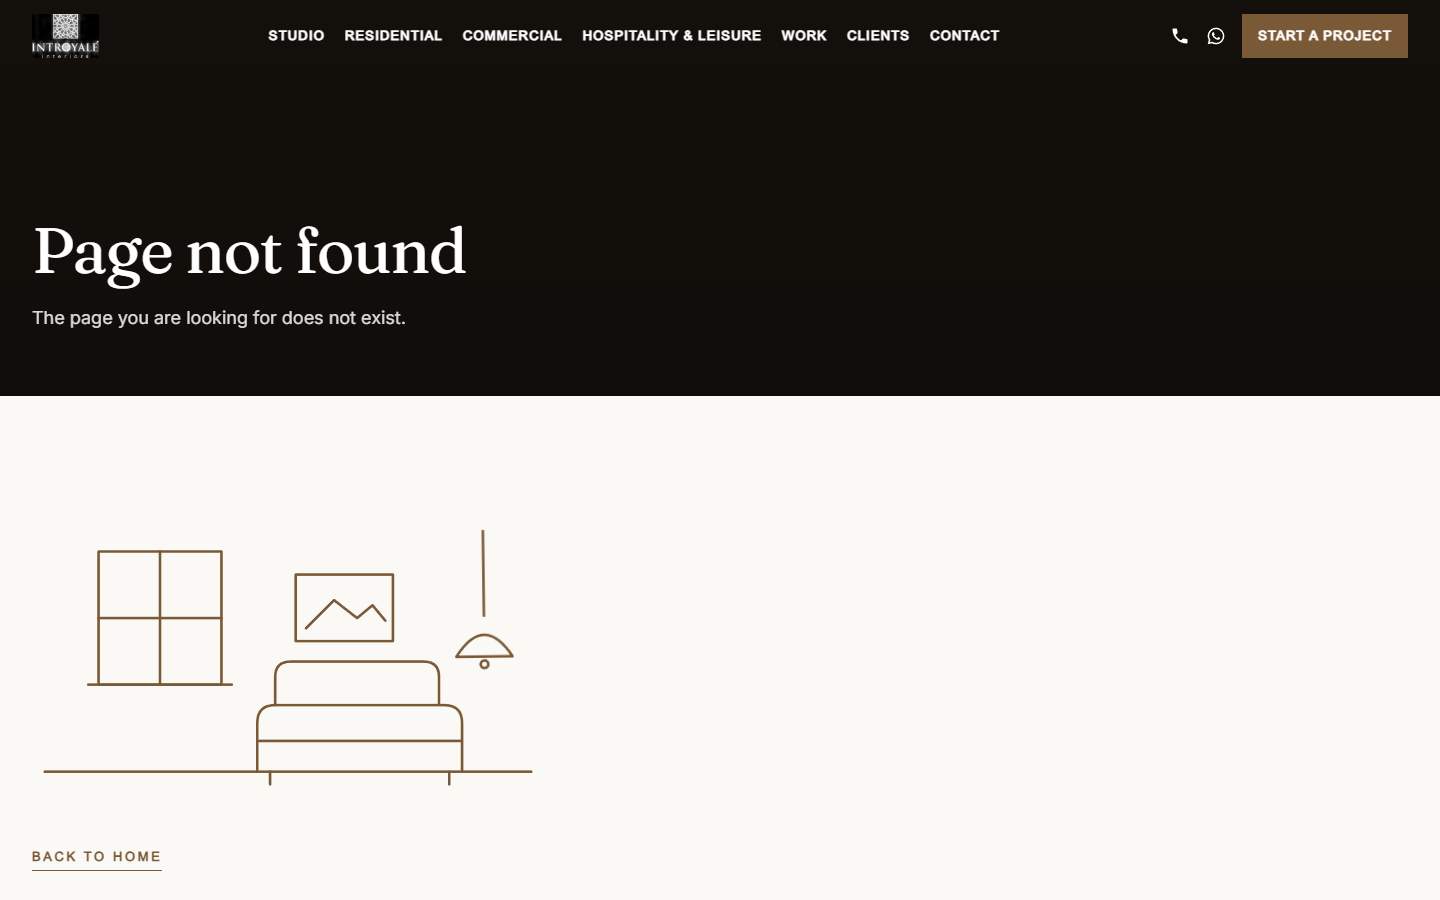 INTROYALE
interiors
STUDIO RESIDENTIAL COMMERCIAL HOSPITALITY & LEISURE WORK CLIENTS CONTACT START A PROJECT
Page not found
The page you are looking for does not exist.
BACK TO HOME